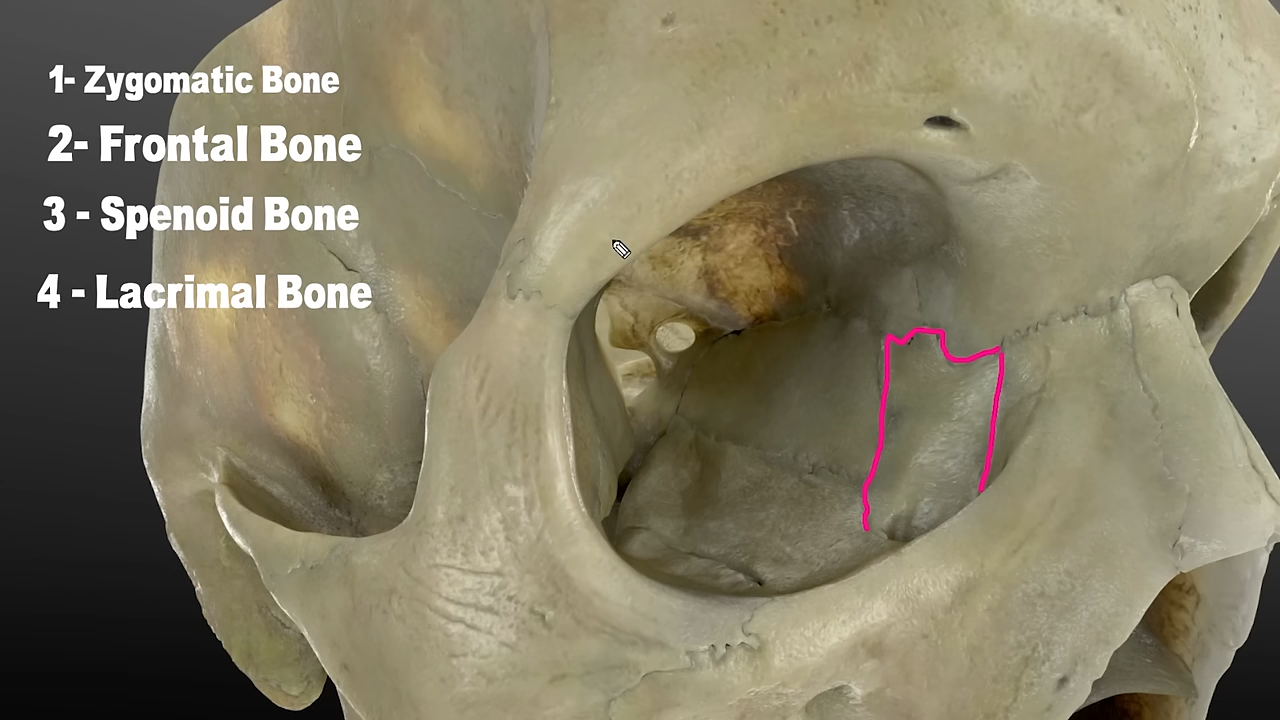 1- Zygomatic Bone
2- Frontal Bone
3 - Spenoid Bone
4 - Lacrimal Bone